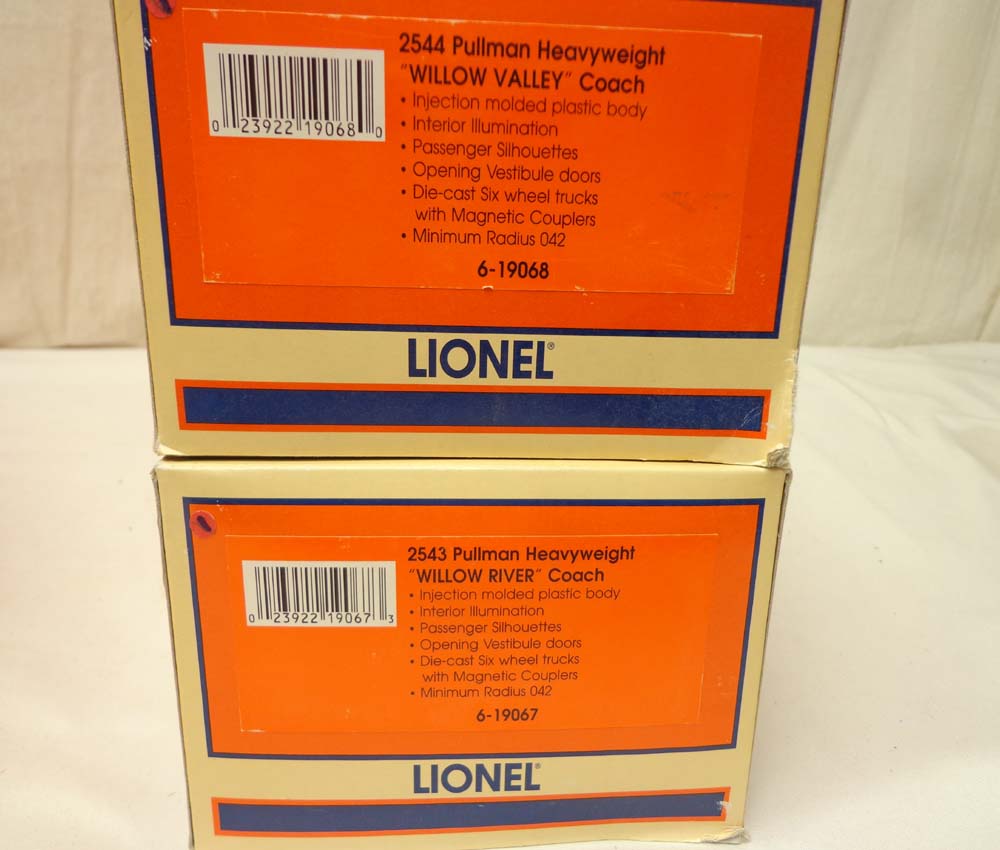 2544 Pullman Heavyweight
"WILLOW VALLEY" Coach
• Injection molded plastic body
• Interior Illumination
• Passenger Silhouettes
• Opening Vestibule doors
• Die-cast Six wheel trucks
with Magnetic Couplers
• Minimum Radius 042
6-19068
0 23922 19068 0
LIONEL®
2543 Pullman Heavyweight
"WILLOW RIVER" Coach
• Injection molded plastic body
• Interior Illumination
• Passenger Silhouettes
• Opening Vestibule doors
• Die-cast Six wheel trucks
with Magnetic Couplers
• Minimum Radius 042
6-19067
0 23922 19067 3
LIONEL®